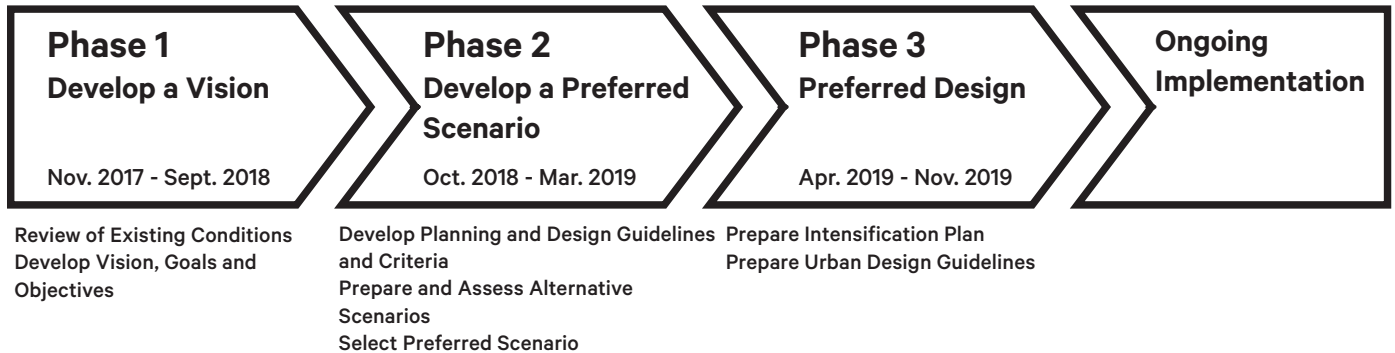 Phase 1
Develop a Vision
Nov. 2017 - Sept. 2018
Review of Existing Conditions
Develop Vision, Goals and
Objectives
Phase 2
Develop a Preferred
Scenario
Oct. 2018 - Mar. 2019
Develop Planning and Design Guidelines
and Criteria
Prepare and Assess Alternative
Scenarios
Select Preferred Scenario
Phase 3
Preferred Design
Apr. 2019 - Nov. 2019
Prepare Intensification Plan
Prepare Urban Design Guidelines
Ongoing
Implementation